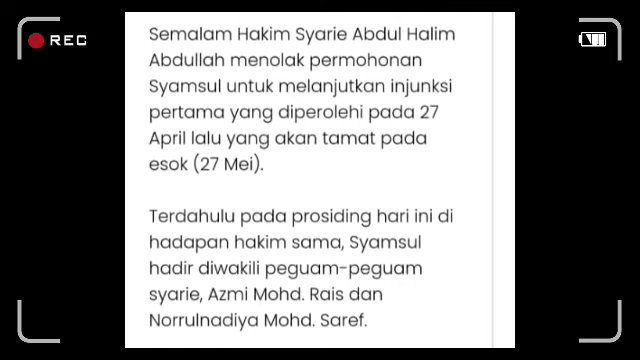 REC
Semalam Hakim Syarie Abdul Halim
Abdullah menolak permohonan
Syamsul untuk melanjutkan injunksi
pertama yang diperolehi pada 27
April lalu yang akan tamat pada
esok (27 Mei).
Terdahulu pada prosiding hari ini di
hadapan hakim sama, Syamsul
hadir diwakili peguam-peguam
syarie, Azmi Mohd. Rais dan
Norrulnadiya Mohd. Saref.